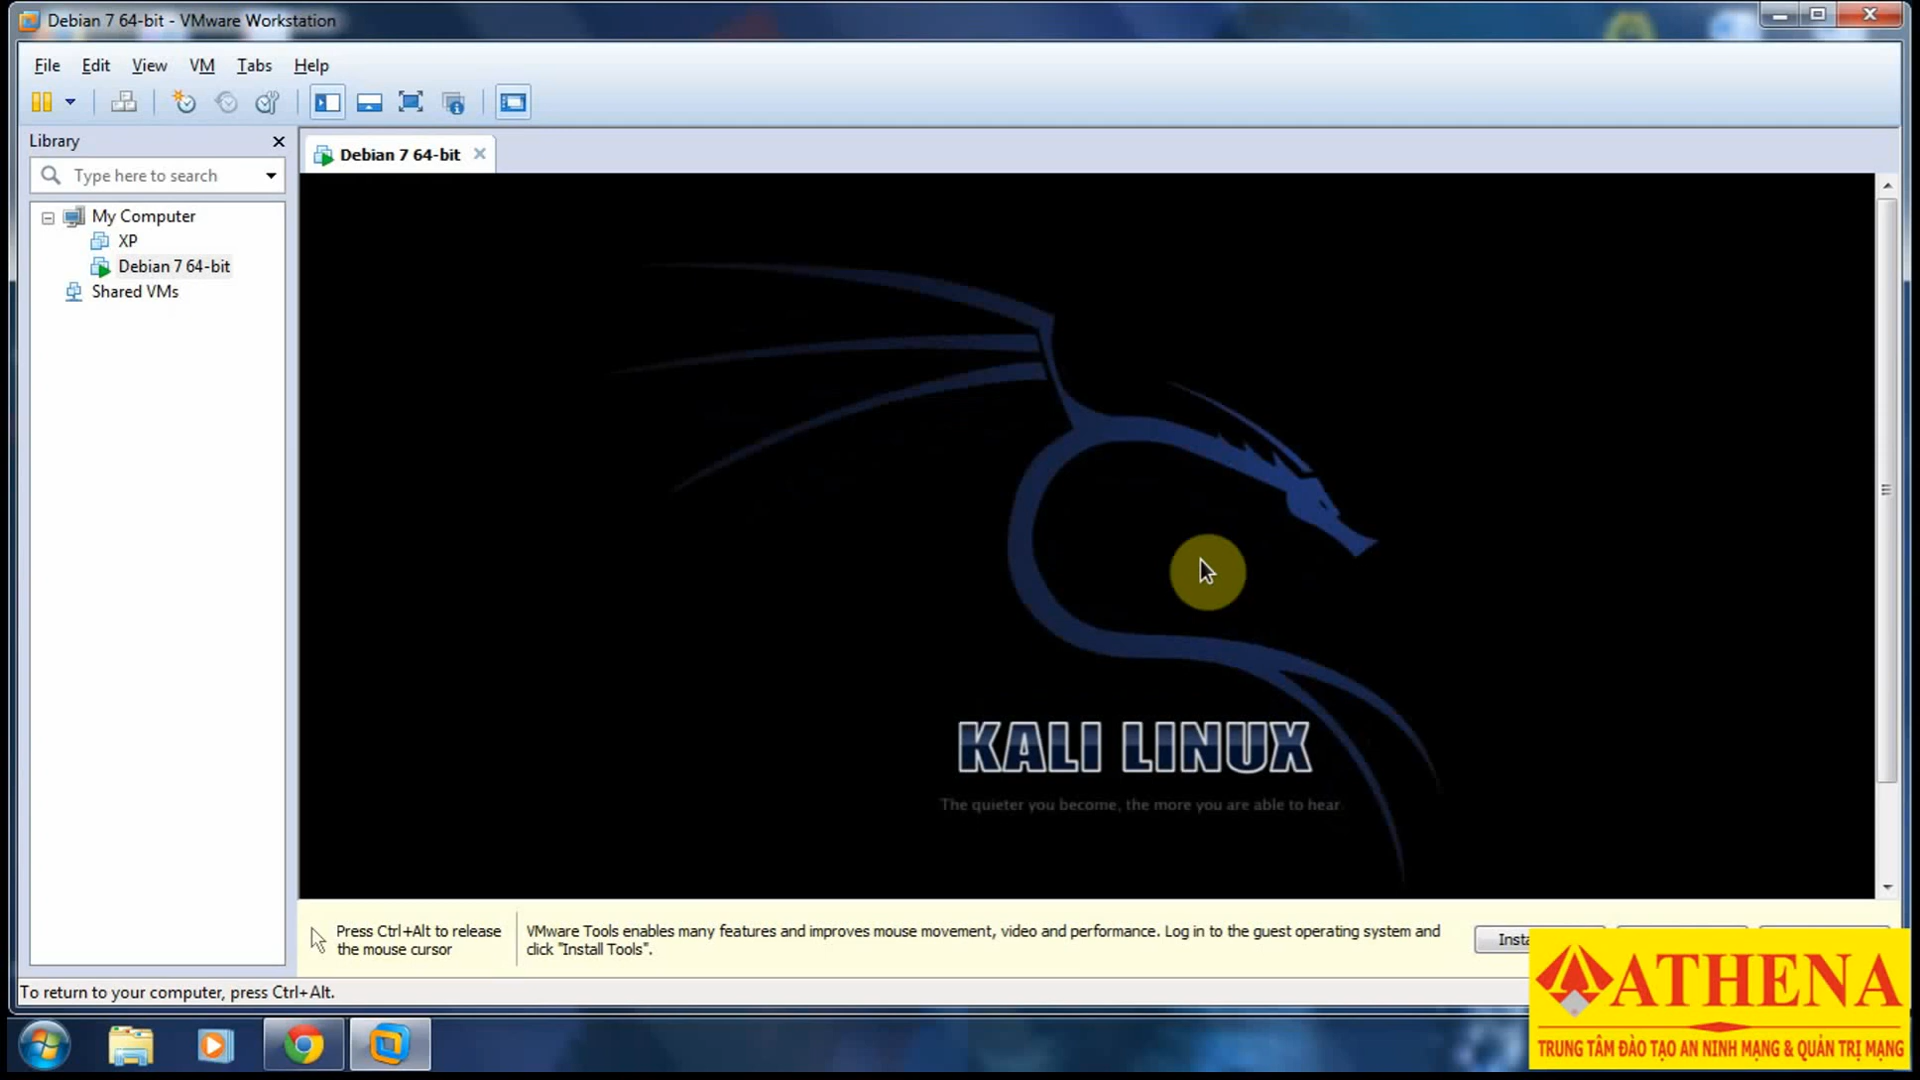 Debian 7 64-bit - VMware Workstation
File Edit View VM Tabs Help
Library
Debian 7 64-bit
Type here to search
My Computer
XP
Debian 7 64-bit
Shared VMs
KALI LINUX
The quieter you become, the more you are able to hear
Press Ctrl+Alt to release
the mouse cursor
VMware Tools enables many features and improves mouse movement, video and performance. Log in to the guest operating system and
click "Install Tools".
To return to your computer, press Ctrl+Alt.
ATHENA
TRUNG TÂM ĐÀO TẠO AN NINH MẠNG & QUẢN TRỊ MẠNG